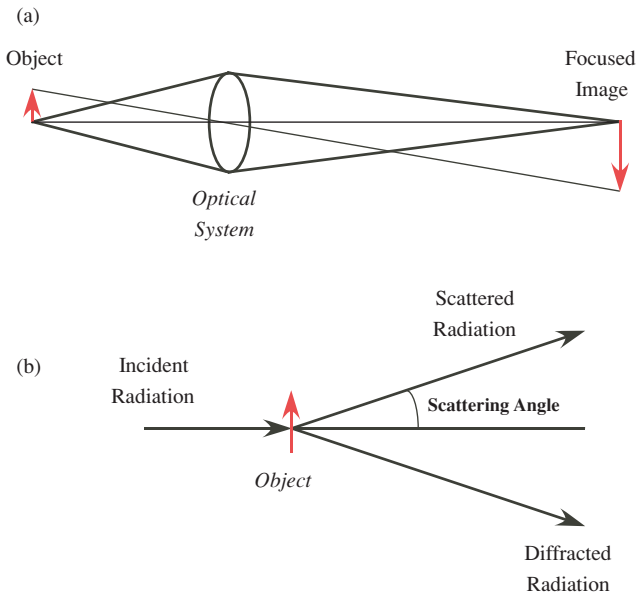 (a)
Object
Focused
Image
Optical
System
Scattered
Radiation
(b)
Incident
Radiation
Scattering Angle
Object
Diffracted
Radiation